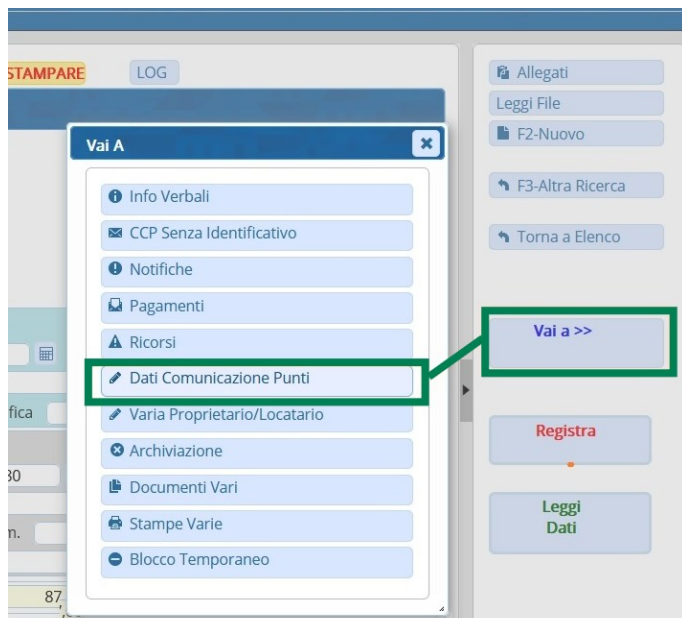 STAMPARE
LOG
Vai A
Info Verbali
CCP Senza Identificativo
Notifiche
Pagamenti
Ricorsi
Dati Comunicazione Punti
Varia Proprietario/Locatario
Archiviazione
Documenti Vari
Stampe Varie
Blocco Temporaneo
fica
30
m.
87,
Allegati
Leggi File
F2-Nuovo
F3-Altra Ricerca
Torna a Elenco
Vai a >>
Registra
Leggi
Dati